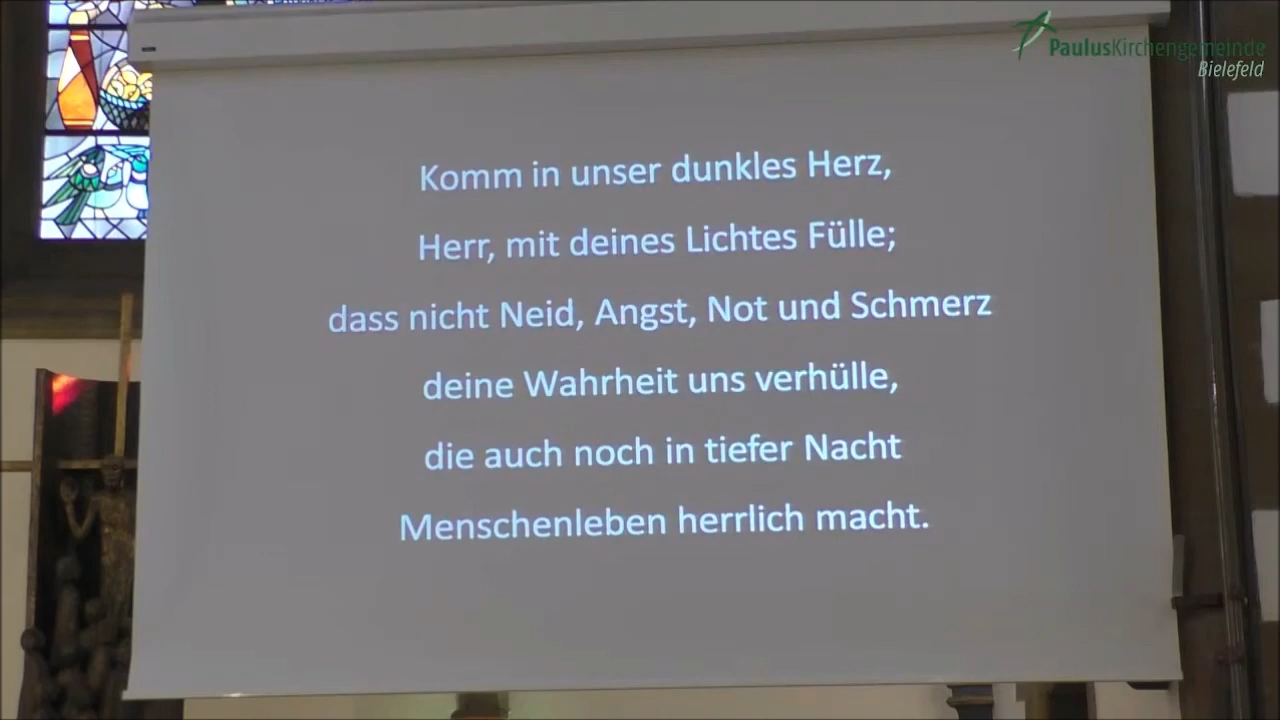 PaulusKirchengemeinde
Bielefeld
Komm in unser dunkles Herz,
Herr, mit deines Lichtes Fülle;
dass nicht Neid, Angst, Not und Schmerz
deine Wahrheit uns verhülle,
die auch noch in tiefer Nacht
Menschenleben herrlich macht.